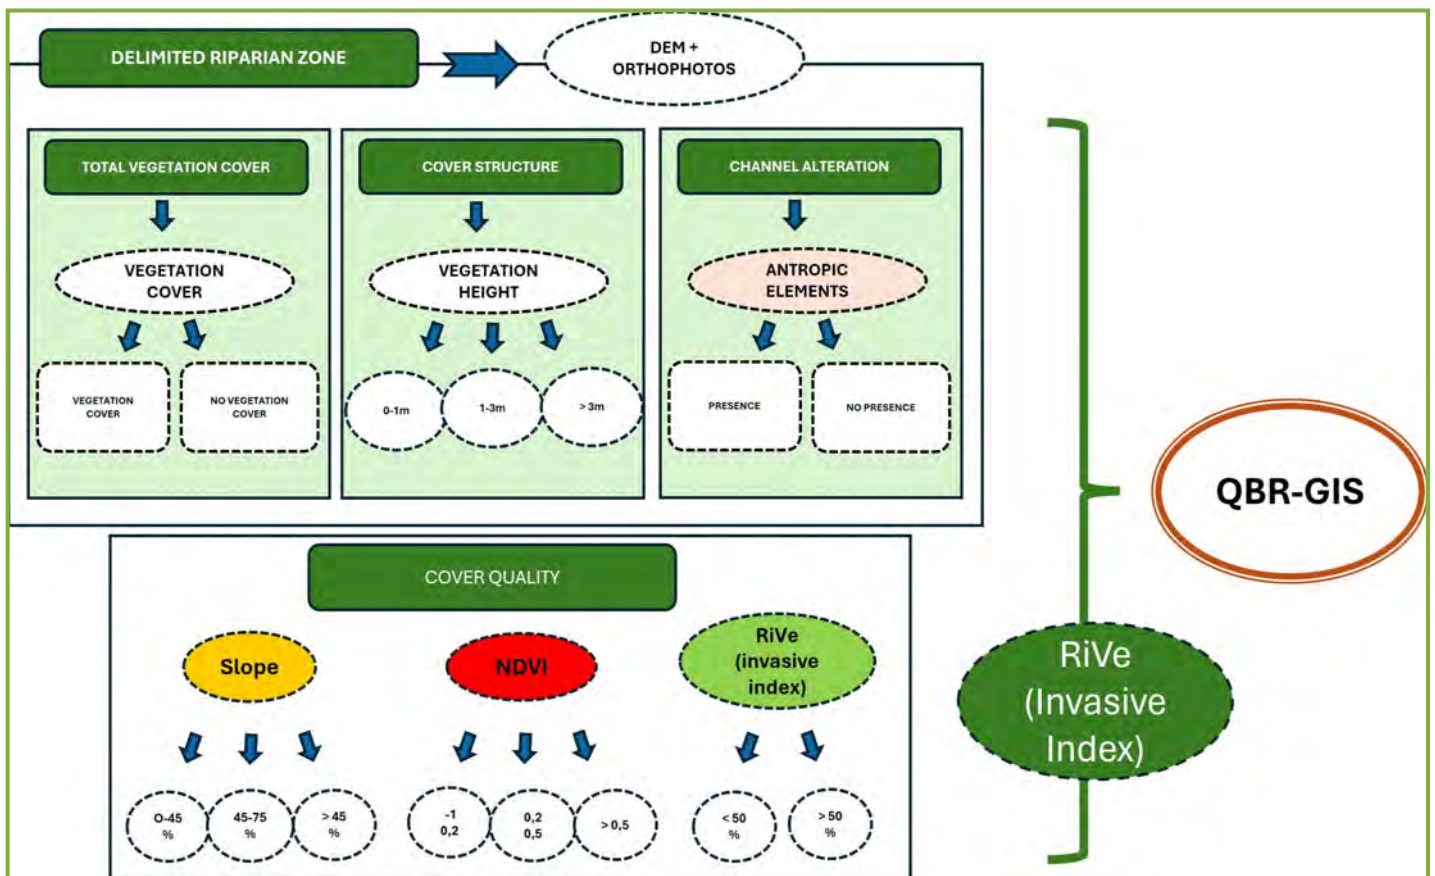 DELIMITED RIPARIAN ZONE
DEM +
ORTHOPHOTOS
TOTAL VEGETATION COVER
VEGETATION
COVER
VEGETATION
COVER
NO VEGETATION
COVER
COVER STRUCTURE
VEGETATION
HEIGHT
0-1m
1-3m
> 3m
CHANNEL ALTERATION
ANTROPIC
ELEMENTS
PRESENCE
NO PRESENCE
COVER QUALITY
Slope
O-45
%
45-75
%
> 45
%
NDVI
-1
0,2
0,2
0,5
> 0,5
RiVe
(invasive
index)
< 50
%
> 50
%
RiVe
(Invasive
Index)
QBR-GIS